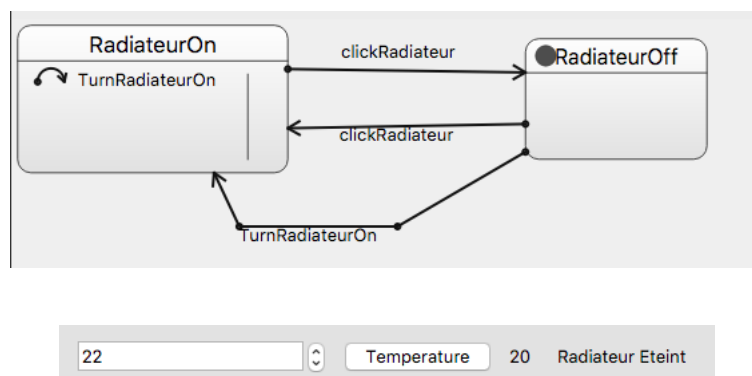 RadiateurOn
clickRadiateur
RadiateurOff
TurnRadiateurOn
clickRadiateur
TurnRadiateurOn
22 Temperature 20 Radiateur Eteint